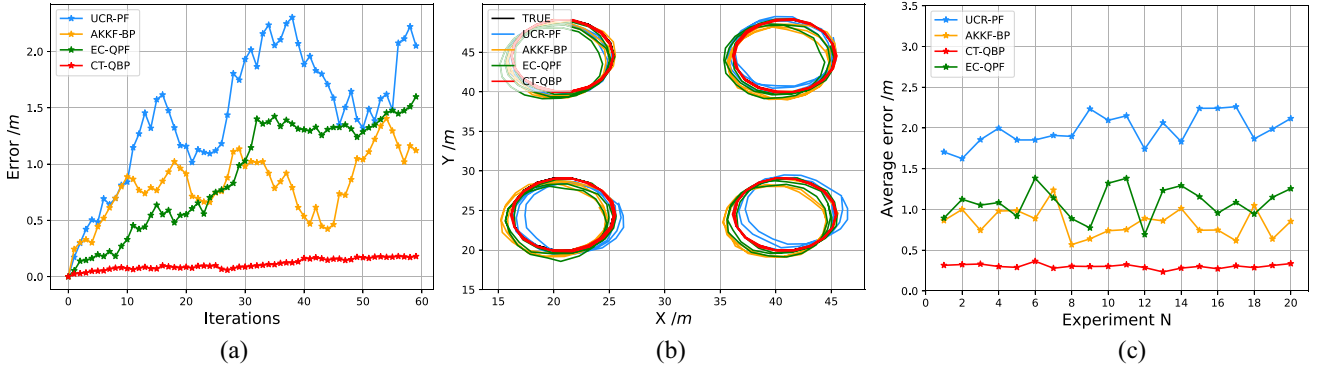 UCR-PF
AKKF-BP
EC-QPF
CT-QBP
2.0
1.5
1.0
0.5
0.0
Error /m
0 10 20 30 40 50 60
Iterations
(a)
TRUE
UCR-PF
AKKF-BP
EC-QPF
CT-QBP
45
40
35
30
25
20
15
Y /m
15 20 25 30 35 40 45
X /m
(b)
UCR-PF
AKKF-BP
CT-QBP
EC-QPF
3.5
3.0
2.5
2.0
1.5
1.0
0.5
0.0
Average error /m
0 2 4 6 8 10 12 14 16 18 20
Experiment N
(c)